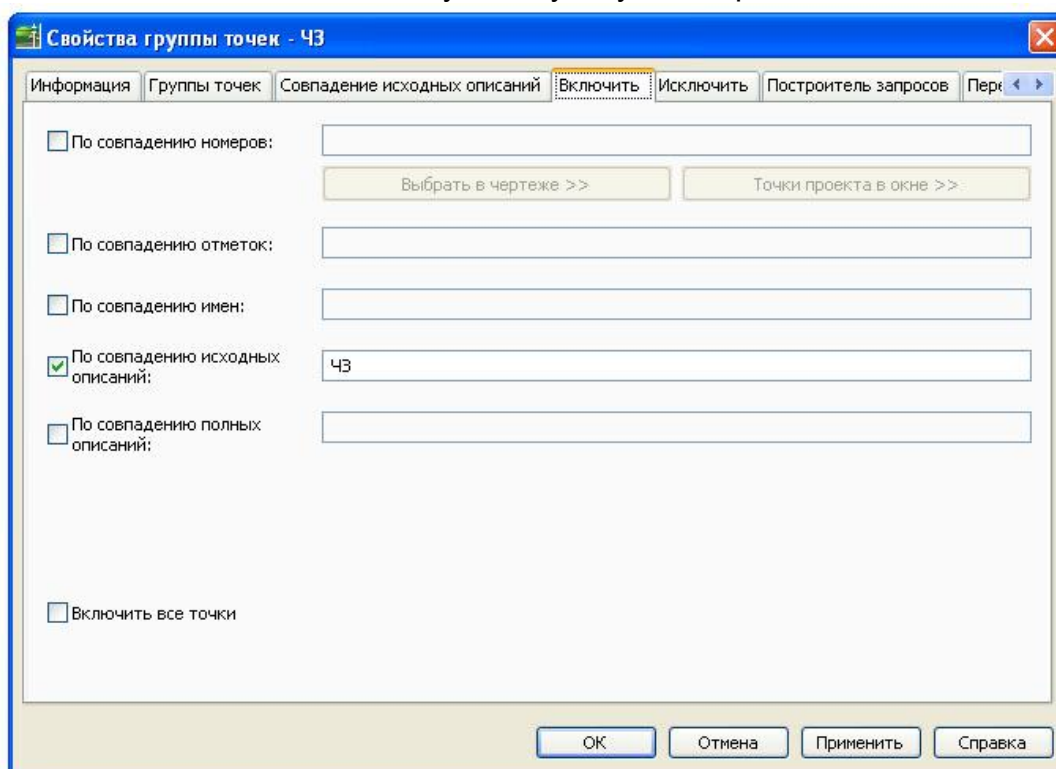 Свойства группы точек - ЧЗ
Информация Группы точек Совпадение исходных описаний Включить Исключить Построитель запросов Пере
По совпадению номеров:
Выбрать в чертеже >> Точки проекта в окне >>
По совпадению отметок:
По совпадению имен:
По совпадению исходных
описаний:
ЧЗ
По совпадению полных
описаний:
Включить все точки
ОК Отмена Применить Справка